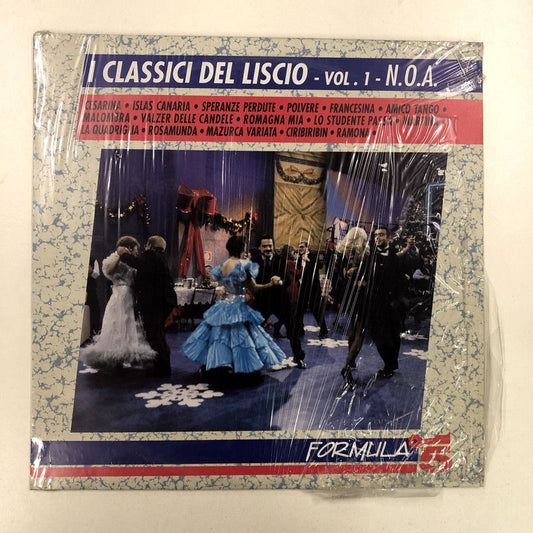 I CLASSICI DEL LISCIO - VOL. 1 - N.O.A.
CESARINA • ISLAS CANARIA • SPERANZE PERDUTE • POLVERE • FRANCESINA • AMICO TANGO •
MALOMBRA • VALZER DELLE CANDELE • ROMAGNA MIA • LO STUDENTE PASSA •
LA QUADRIGLIA • ROSAMUNDA • MAZURCA VARIATA • CIRIBIRIBIN • RAMONA •
FORMULA 5